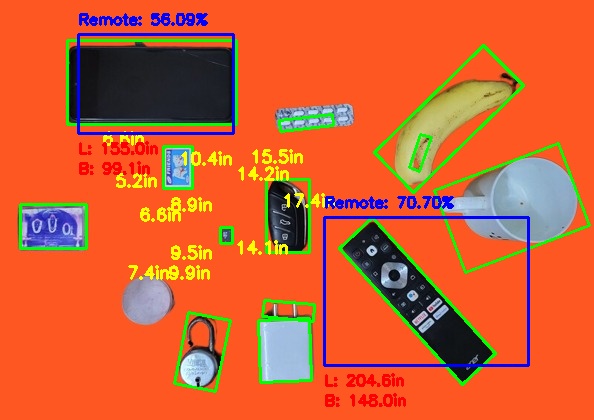 Remote: 56.09%
L: 155.0in
B: 99.1in
10.4in
15.5in
14.2in
5.2in
17.4in
Remote: 70.70%
8.9in
6.6in
14.1in
9.5in
7.4in
9.9in
acer
L: 204.6in
B: 148.0in